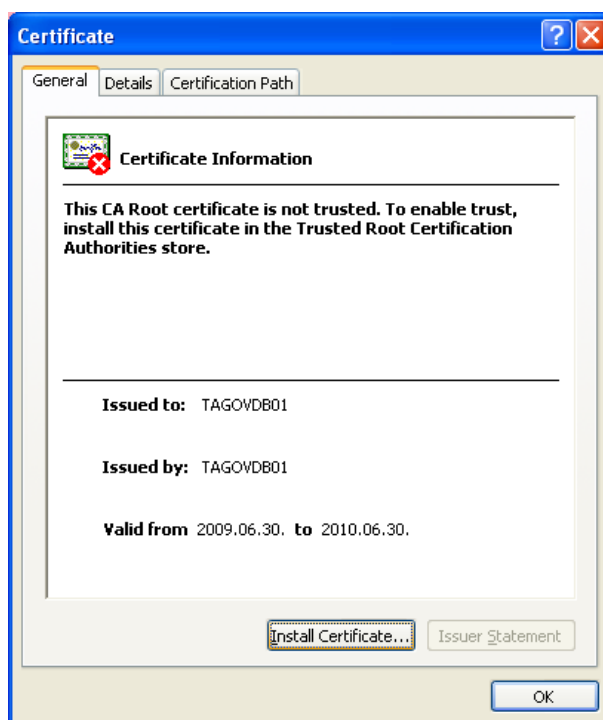 Certificate
General Details Certification Path
Certificate Information
This CA Root certificate is not trusted. To enable trust,
install this certificate in the Trusted Root Certification
Authorities store.
Issued to: TAGOVDB01
Issued by: TAGOVDB01
Valid from 2009.06.30. to 2010.06.30.
Install Certificate... Issuer Statement
OK